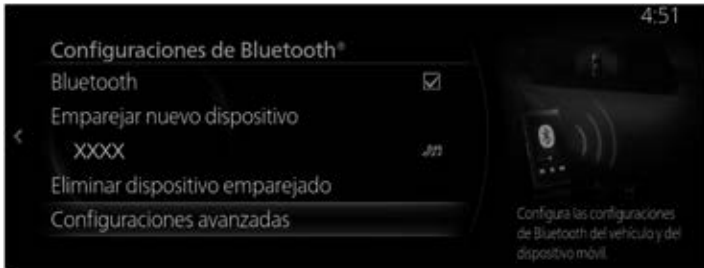 4:51
Configuraciones de Bluetooth®
Bluetooth
Emparejar nuevo dispositivo
XXXX
Eliminar dispositivo emparejado
Configuraciones avanzadas
Configura las configuraciones
de Bluetooth del vehículo y del
dispositivo móvil.